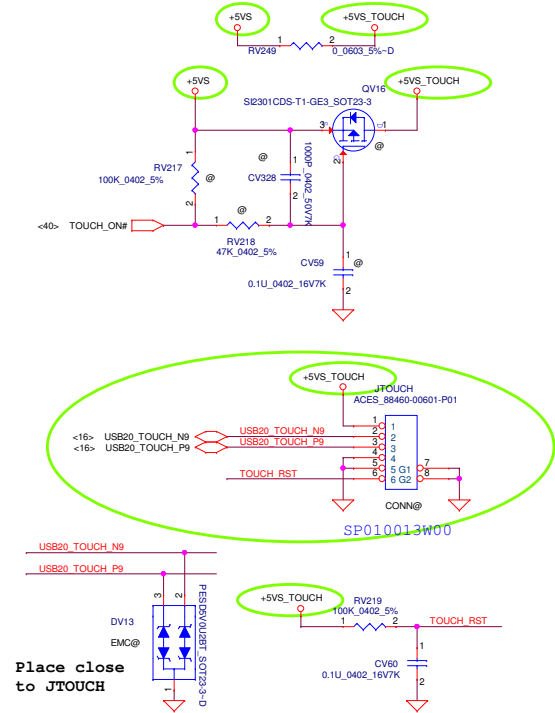 +5VS
+5VS_TOUCH
1
2
RV249
0_0603_5%~D
+5VS
QV16
+5VS_TOUCH
SI2301CDS-T1-GE3_SOT23-3
3
1
@
2
1
RV217
100K_0402_5%
@
2
@
1
CV328
2
1000P_0402_50V7K
<40>
TOUCH_ON#
1
@
2
RV218
47K_0402_5%
CV59
1
@
0.1U_0402_16V7K
2
+5VS_TOUCH
JTOUCH
ACES_88460-00601-P01
<16>
USB20_TOUCH_N9
USB20_TOUCH_N9
<16>
USB20_TOUCH_P9
USB20_TOUCH_P9
TOUCH_RST
1 1
2 2
3 3
4 4
5 5 G1 7
6 6 G2 8
CONN@
SP010013W00
USB20_TOUCH_N9
USB20_TOUCH_P9
3
2
DV13
EMC@
PESD5V0U2BT_SOT23-3~D
1
Place close
to JTOUCH
+5VS_TOUCH
RV219
100K_0402_5%
1
2
TOUCH_RST
1
CV60
0.1U_0402_16V7K
2